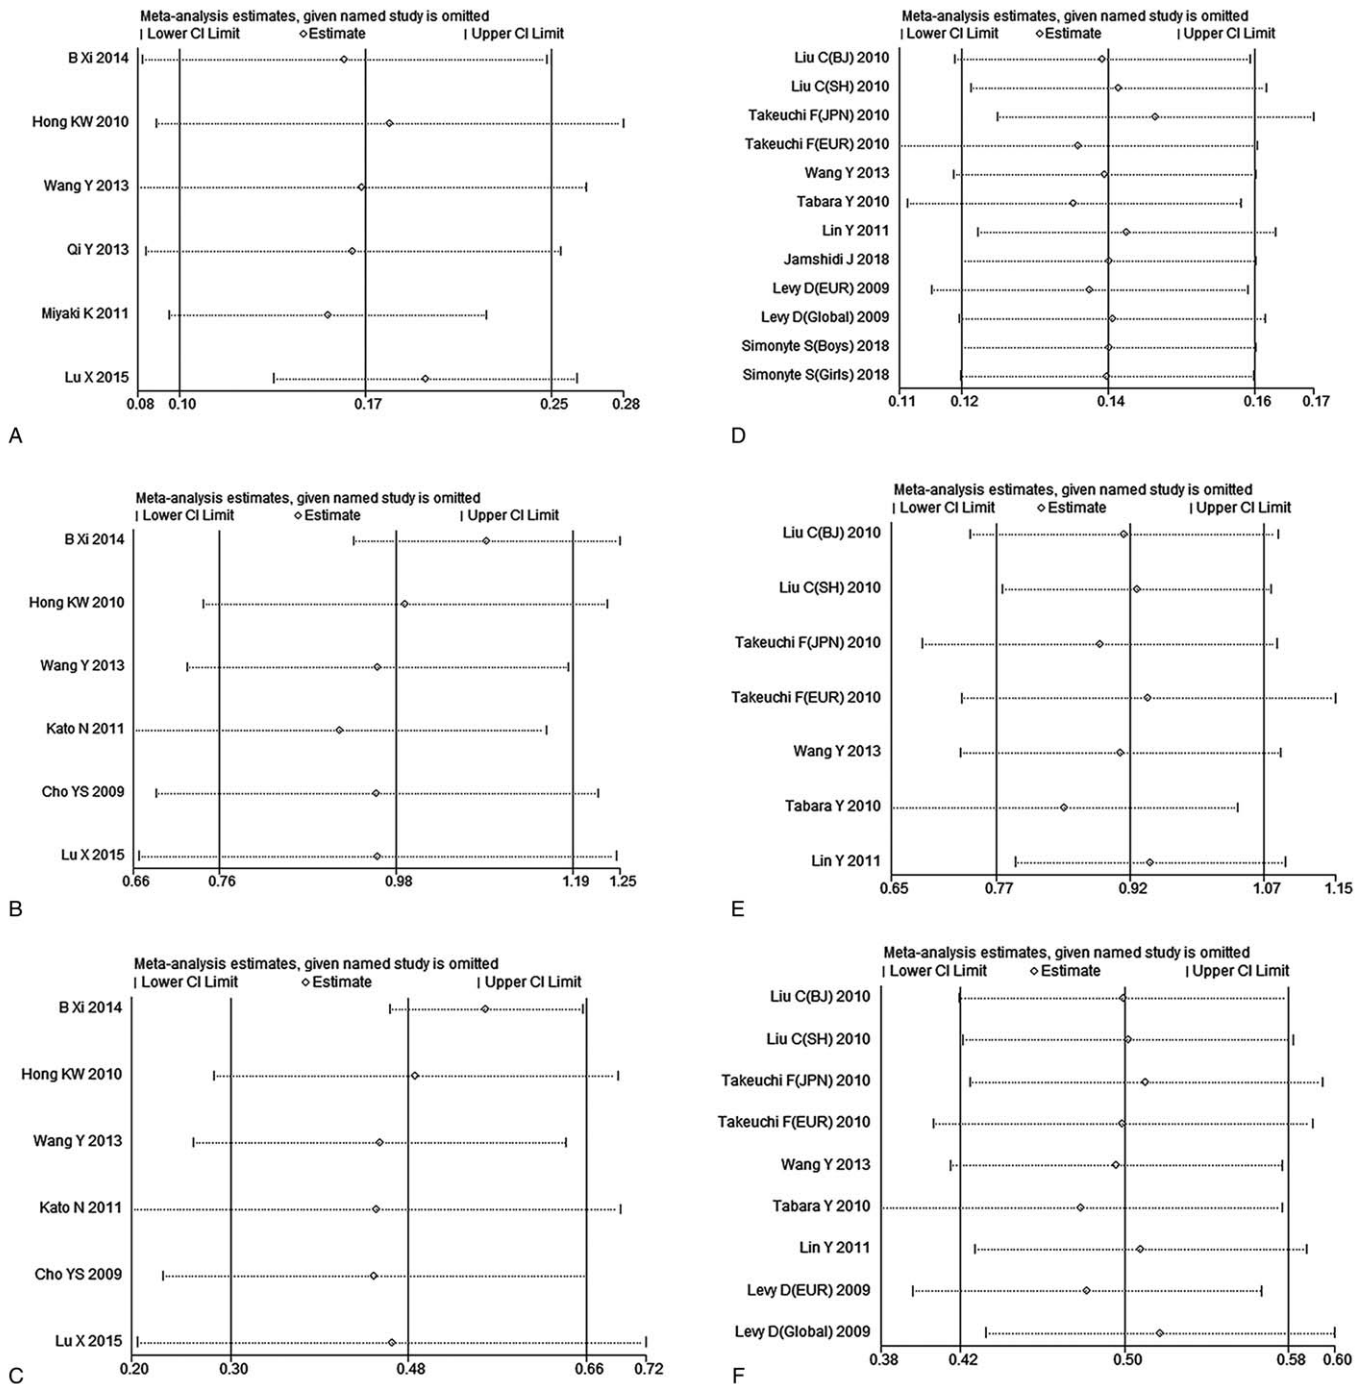 Meta-analysis estimates, given named study is omitted
| Lower CI Limit ◇Estimate | Upper CI Limit
B Xi 2014
Hong KW 2010
Wang Y 2013
Qi Y 2013
Miyaki K 2011
Lu X 2015
0.08 0.10 0.17 0.25 0.28
A
Meta-analysis estimates, given named study is omitted
| Lower CI Limit ◇Estimate | Upper CI Limit
Liu C(BJ) 2010
Liu C(SH) 2010
Takeuchi F(JPN) 2010
Takeuchi F(EUR) 2010
Wang Y 2013
Tabara Y 2010
Lin Y 2011
Jamshidi J 2018
Levy D(EUR) 2009
Levy D(Global) 2009
Simonyte S(Boys) 2018
Simonyte S(Girls) 2018
0.11 0.12 0.14 0.16 0.17
D
Meta-analysis estimates, given named study is omitted
| Lower CI Limit ◇Estimate | Upper CI Limit
B Xi 2014
Hong KW 2010
Wang Y 2013
Kato N 2011
Cho YS 2009
Lu X 2015
0.66 0.76 0.98 1.19 1.25
B
Meta-analysis estimates, given named study is omitted
| Lower CI Limit ◇Estimate | Upper CI Limit
Liu C(BJ) 2010
Liu C(SH) 2010
Takeuchi F(JPN) 2010
Takeuchi F(EUR) 2010
Wang Y 2013
Tabara Y 2010
Lin Y 2011
0.65 0.77 0.92 1.07 1.15
E
Meta-analysis estimates, given named study is omitted
| Lower CI Limit ◇Estimate | Upper CI Limit
B Xi 2014
Hong KW 2010
Wang Y 2013
Kato N 2011
Cho YS 2009
Lu X 2015
0.20 0.30 0.48 0.66 0.72
C
Meta-analysis estimates, given named study is omitted
| Lower CI Limit ◇Estimate | Upper CI Limit
Liu C(BJ) 2010
Liu C(SH) 2010
Takeuchi F(JPN) 2010
Takeuchi F(EUR) 2010
Wang Y 2013
Tabara Y 2010
Lin Y 2011
Levy D(EUR) 2009
Levy D(Global) 2009
0.38 0.42 0.50 0.58 0.60
F